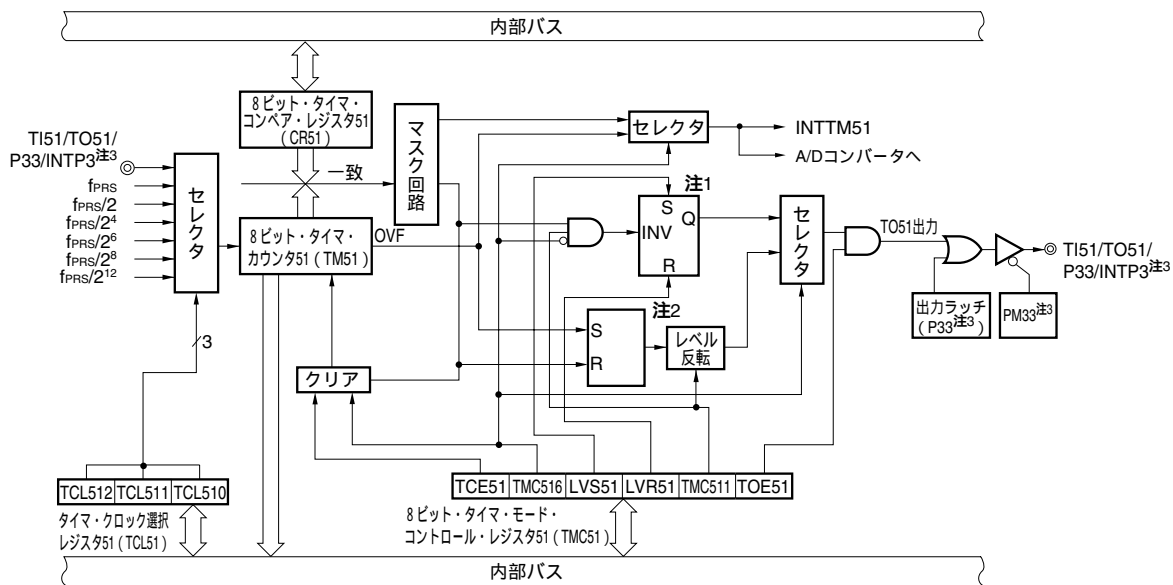 内部バス
8ビット・タイマ・
コンペア・レジスタ51
(CR51)
マスク回路
セレクタ
INTTM51
A/Dコンバータへ
TI51/TO51/
P33/INTP3注3
fPRS
fPRS/2
fPRS/2⁴
fPRS/2⁶
fPRS/2⁸
fPRS/2¹²
セレクタ
一致
8ビット・タイマ・
カウンタ51(TM51)
OVF
注1
S
Q
INV
R
セレクタ
TO51出力
TI51/TO51/
P33/INTP3注3
出力ラッチ
(P33注3)
PM33注3
注2
S
R
レベル
反転
3
クリア
TCL512 TCL511 TCL510
タイマ・クロック選択
レジスタ51(TCL51)
TCE51 TMC516 LVS51 LVR51 TMC511 TOE51
8ビット・タイマ・モード・
コントロール・レジスタ51(TMC51)
内部バス